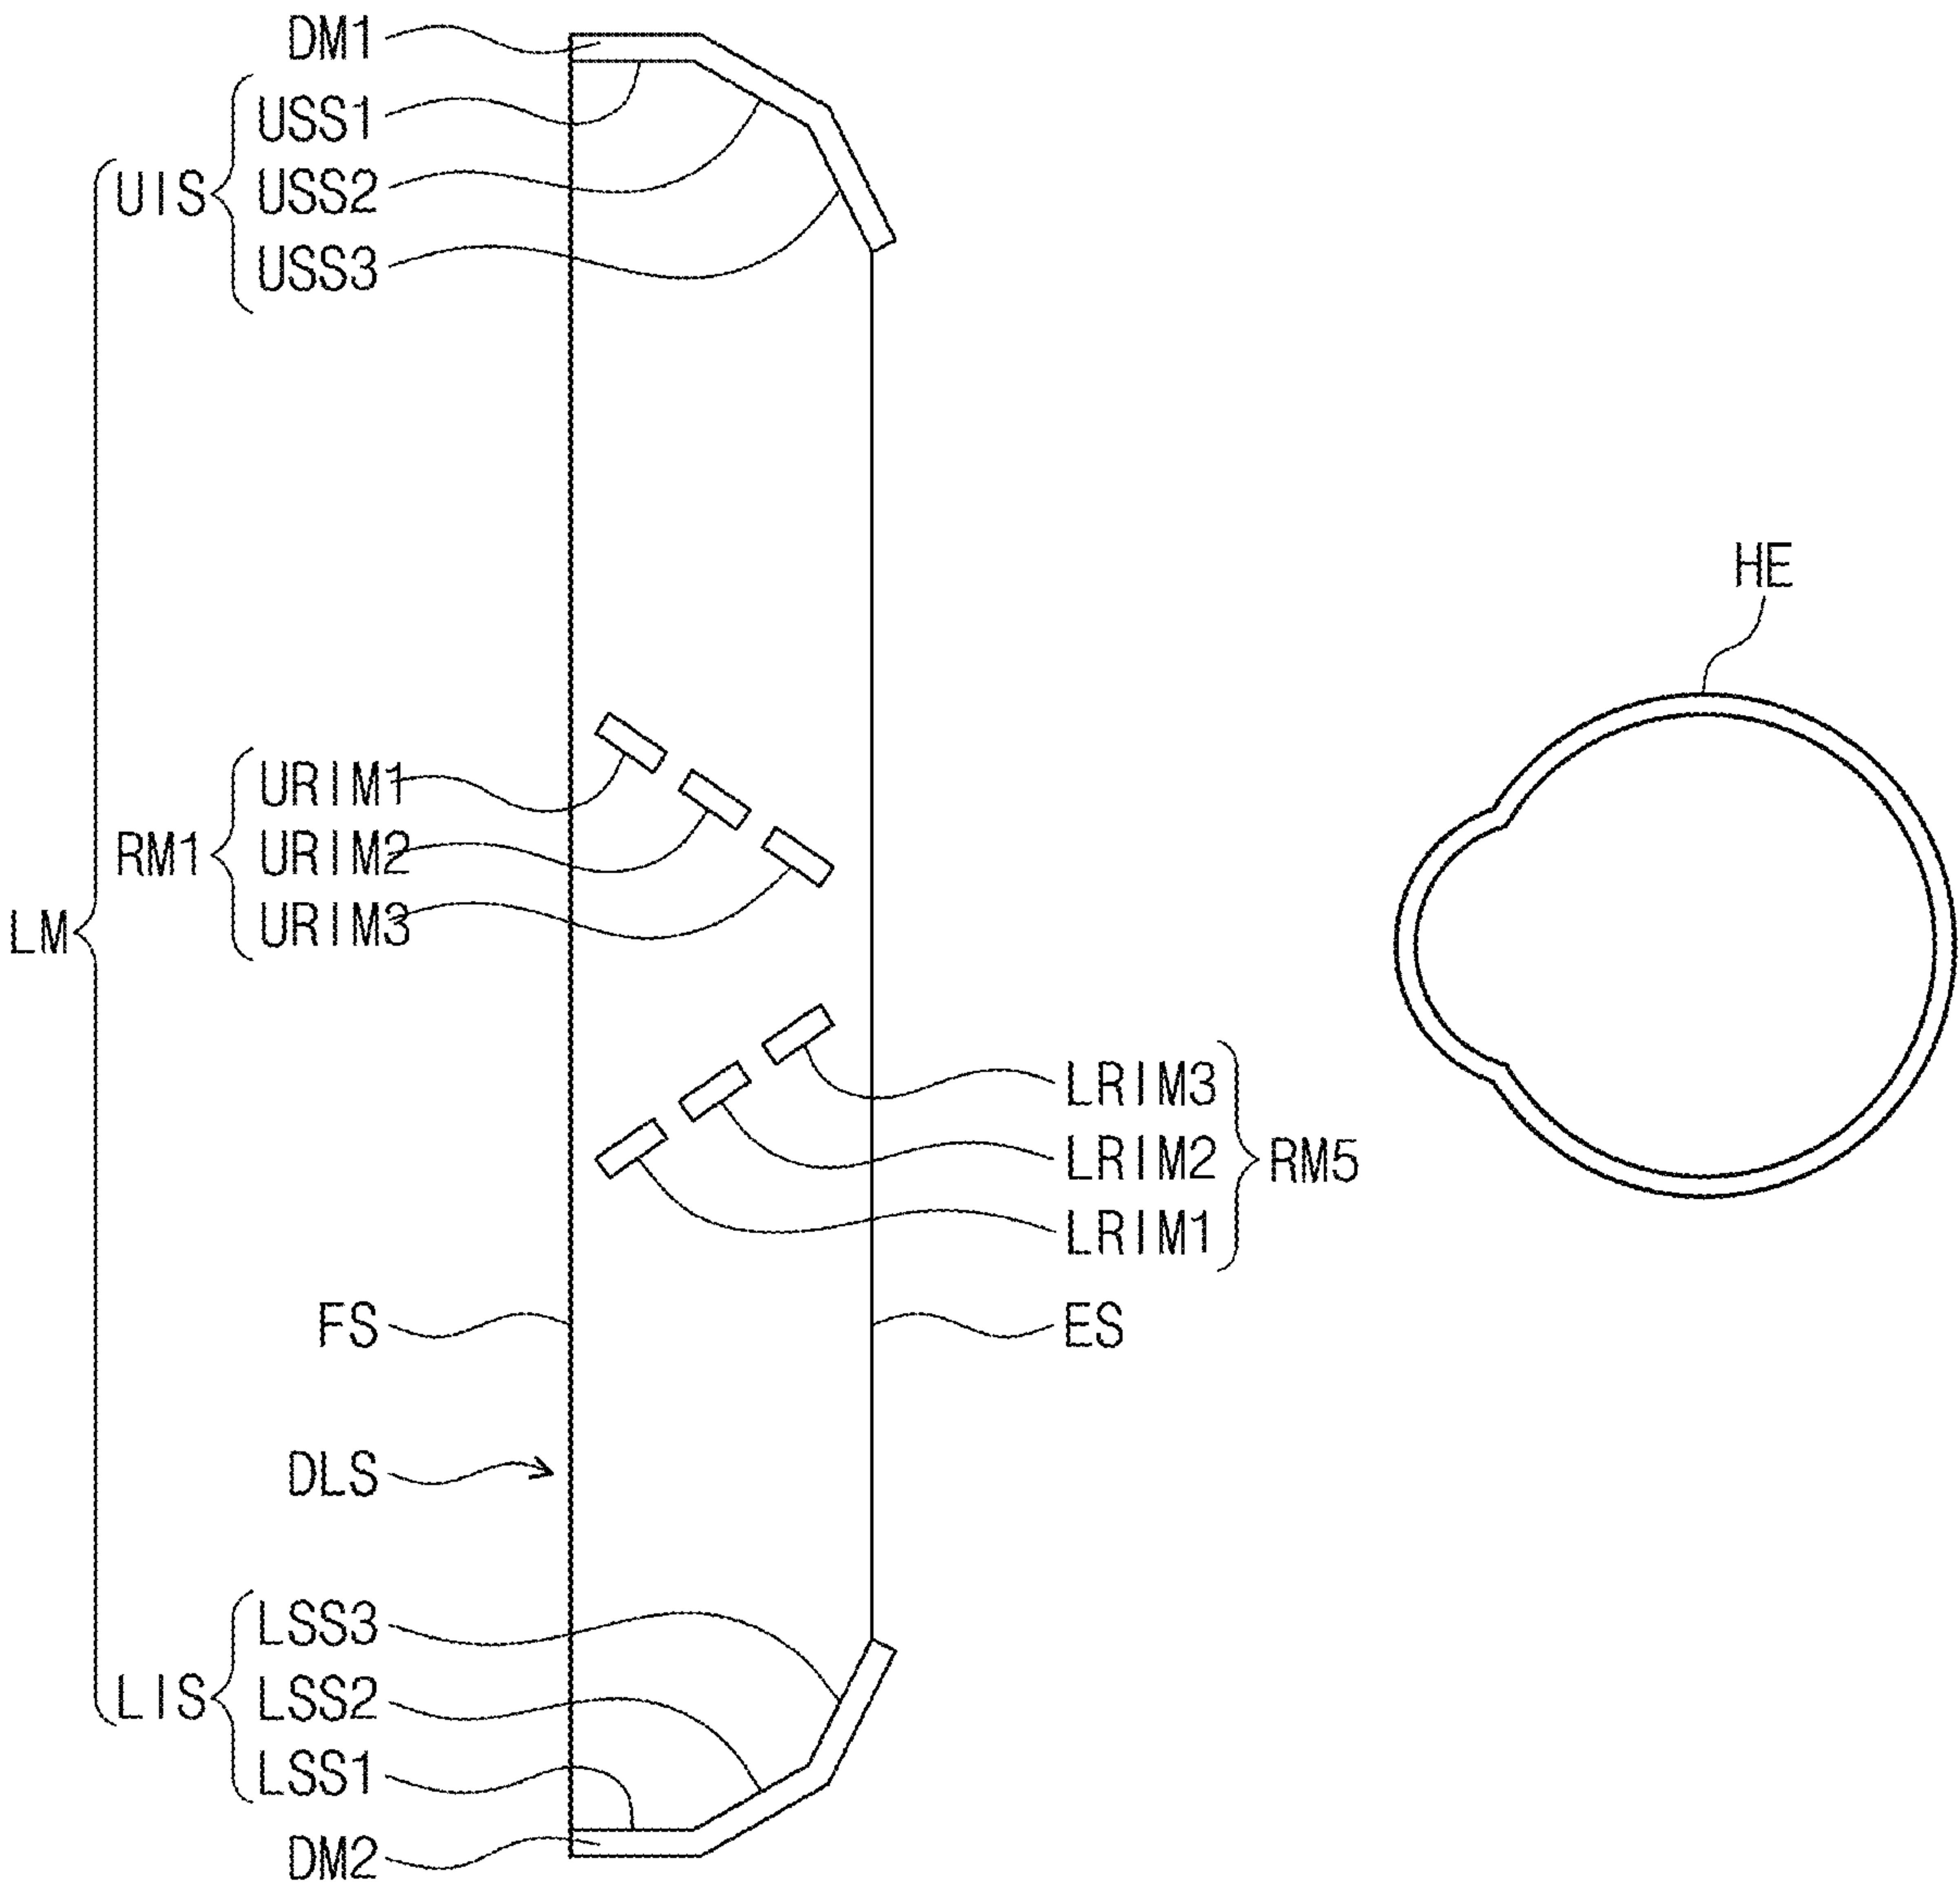 DM1
USS1
UIS USS2
USS3
HE
URIM1
RM1 URIM2
URIM3
LM
LRIM3
LRIM2 RM5
LRIM1
FS ES
DLS
LSS3
LIS LSS2
LSS1
DM2